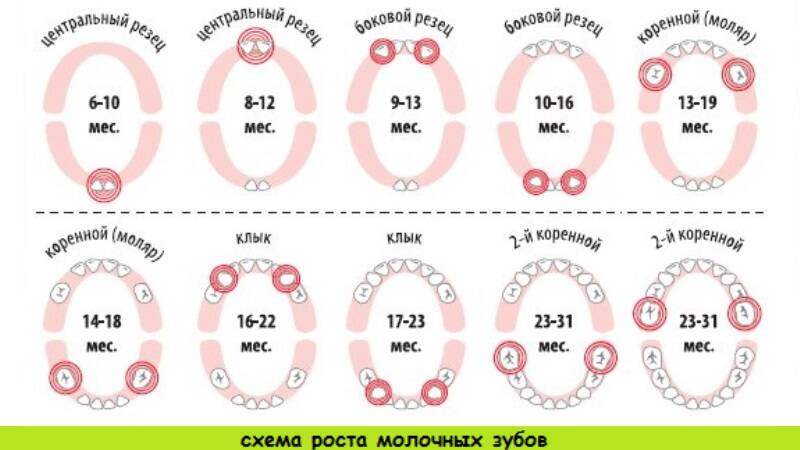 центральный резец
6-10
мес.
центральный резец
8-12
мес.
боковой резец
9-13
мес.
боковой резец
10-16
мес.
коренной (моляр)
13-19
мес.
коренной (моляр)
14-18
мес.
клык
16-22
мес.
клык
17-23
мес.
2-й коренной
23-31
мес.
2-й коренной
23-31
мес.
схема роста молочных зубов